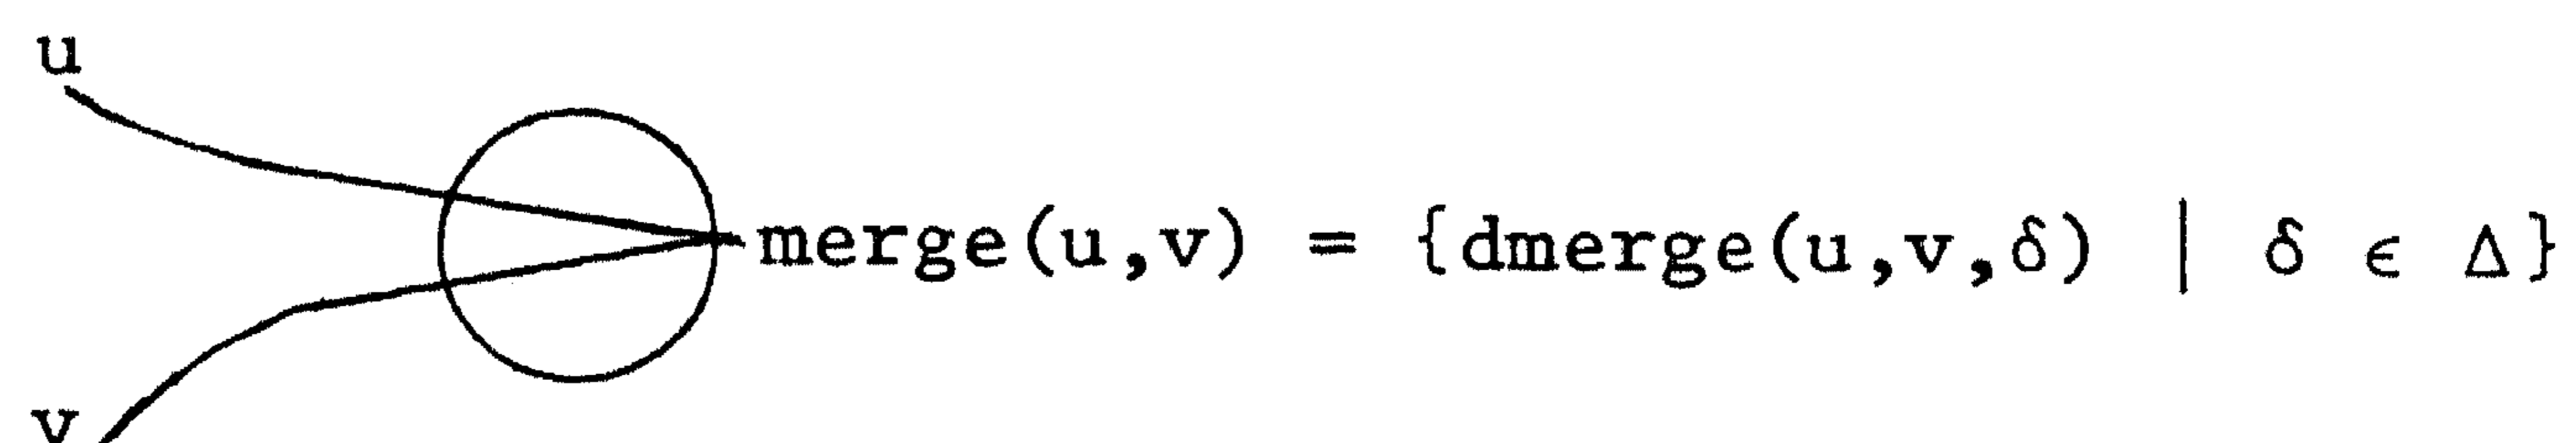 u
merge(u,v) = {dmerge(u,v,δ) | δ ϵ Δ}
v